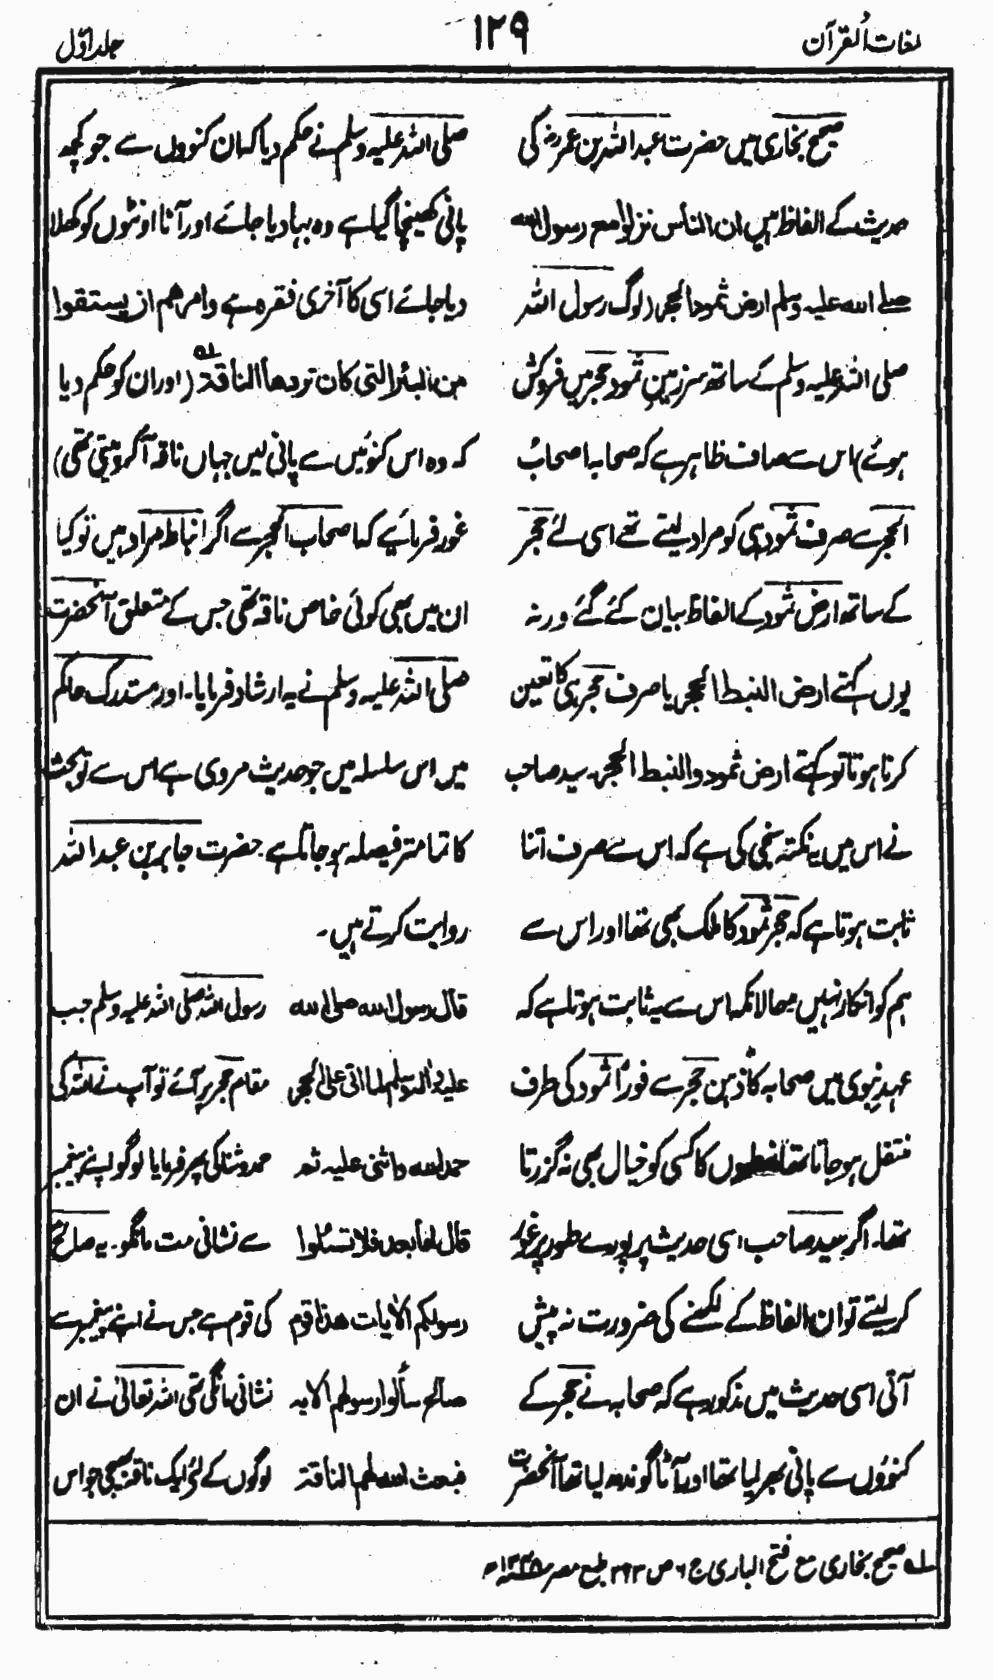 لغات القرآن
۱۲۹
جلد اوّل
صحیح بخاری میں حضرت عبد اللہ بن عمرؓ کی
حدیث کے الفاظ ہیں ان الناس نزلوا مع رسول اللہ
صلے اللہ علیہ وسلم ارض ثمود الحجر (لوگ رسول اللہ
صلی اللہ علیہ وسلم کے ساتھ سرزمین ثمود حجر میں فروکش
ہوئے) اس سے صاف ظاہر ہے کہ صحابہ اصحابُ
الحجر سے صرف ثمود ہی کو مراد لیتے تھے اسی لئے حجر
کے ساتھ ارض ثمود کے الفاظ بیان کئے گئے ورنہ
یوں کہتے ارض النبط الحجر یا صرف حجر ہی کا تعین
کرنا ہوتا تو کہتے ارض ثمود والنبط الحجر۔ سید صاحب
نے اس میں یہ نکتہ سنجی کی ہے کہ اس سے صرف اتنا
ثابت ہوتا ہے کہ حجر ثمود کا ملک بھی تھا اور اس سے
ہم کو انکار نہیں حالانکہ اس سے یہ ثابت ہوتا ہے کہ
عہد نبوی میں صحابہ کا ذہن حجر سے فوراً ثمود کی طرف
منتقل ہو جاتا تھا نبطیوں کا کسی کو خیال بھی نہ گزرتا
تھا۔ اگر سید صاحب اسی حدیث پر پورے طور پر غور
کر لیتے تو ان الفاظ کے لکھنے کی ضرورت نہ پیش
آتی اسی حدیث میں مذکور ہے کہ صحابہ نے حجر کے
کنوؤں سے پانی بھر لیا تھا اور آٹا گوندھ لیا تھا آنحضرت
صلی اللہ علیہ وسلم نے حکم دیا کہ ان کنووں سے جو کچھ
پانی کھینچا گیا ہے وہ بہا دیا جائے اور آٹا اونٹوں کو کھلا
دیا جائے اسی کا آخری فقرہ ہے وامرھم ان یستقوا
من البئر التی کان تردھا الناقۃ لہ (اور ان کو حکم دیا
کہ وہ اس کنوئیں سے پانی لیں جہاں ناقہ آکر پیتی تھی)
غور فرمائیے کہ اصحاب الحجر سے اگر انباط مراد ہیں تو کیا
ان میں بھی کوئی خاص ناقہ تھی جس کے متعلق آنحضرت
صلی اللہ علیہ وسلم نے یہ ارشاد فرمایا۔ اور مستدرک حاکم
میں اس سلسلہ میں جو حدیث مروی ہے اس سے تو بحث
کا تمامتر فیصلہ ہو جاتا ہے حضرت جابر بن عبد اللہ
روایت کرتے ہیں۔
قال رسول اللہ صلی اللہ رسول اللہ صلی اللہ علیہ وسلم جب
علیہ والہ وسلم لما اتی علی الحجر مقام حجر پر آئے تو آپ نے اللہ کی
حمد اللہ واثنی علیہ ثم حمد و ثنا کی پھر فرمایا لوگو اپنے پیغمبر
قال اما بعد فلا تسئلوا سے نشانی مت مانگو۔ یہ صالح
رسولکم الایات ھذا قوم کی قوم ہے جس نے اپنے پیغمبر سے
صالح سألوا رسولھم الایہ نشانی مانگی تھی اللہ تعالیٰ نے ان
فبعث اللہ لھم الناقۃ لوگوں کے لئے ایک ناقہ بھیجی جو اس
لہ صحیح بخاری مع فتح الباری ج ۶ ص ۲۹۳ طبع مصر